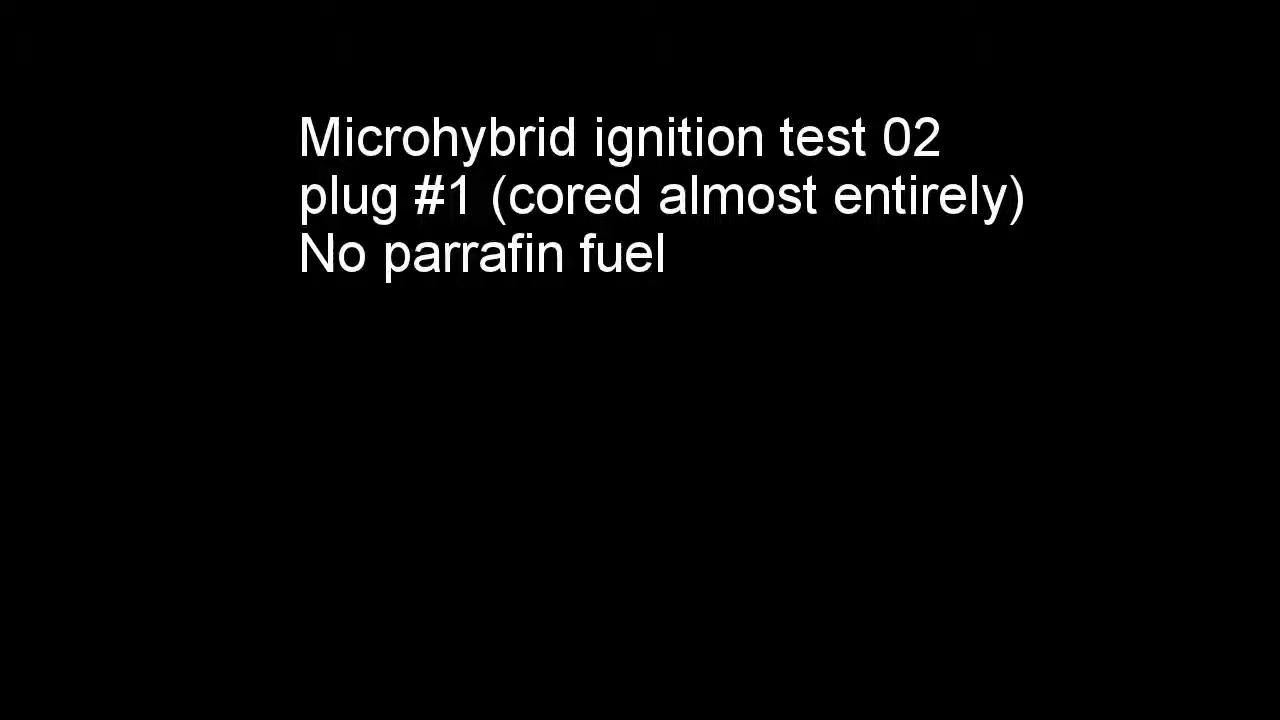 Microhybrid ignition test 02
plug #1 (cored almost entirely)
No parrafin fuel